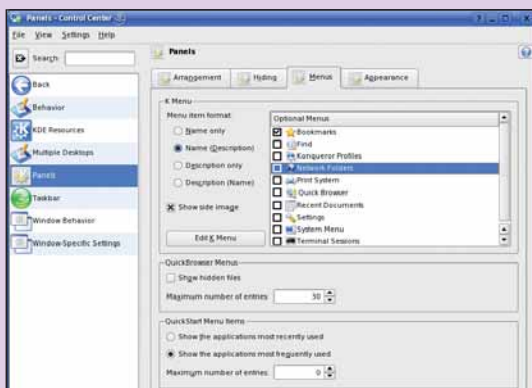 Panels - Control Center
File View Settings Help
Search:
Back
Behavior
KDE Resources
Multiple Desktops
Panels
Taskbar
Window Behavior
Window-Specific Settings
Panels
Arrangement
Hiding
Menus
Appearance
K Menu
Menu item format:
Name only
Name (Description)
Description only
Description (Name)
Show side image
Edit K Menu
Optional Menus
Bookmarks
Find
Konqueror Profiles
Network Folders
Print System
Quick Browser
Recent Documents
Settings
System Menu
Terminal Sessions
QuickBrowser Menus
Show hidden files
Maximum number of entries: 30
QuickStart Menu Items
Show the applications most recently used
Show the applications most frequently used
Maximum number of entries: 0